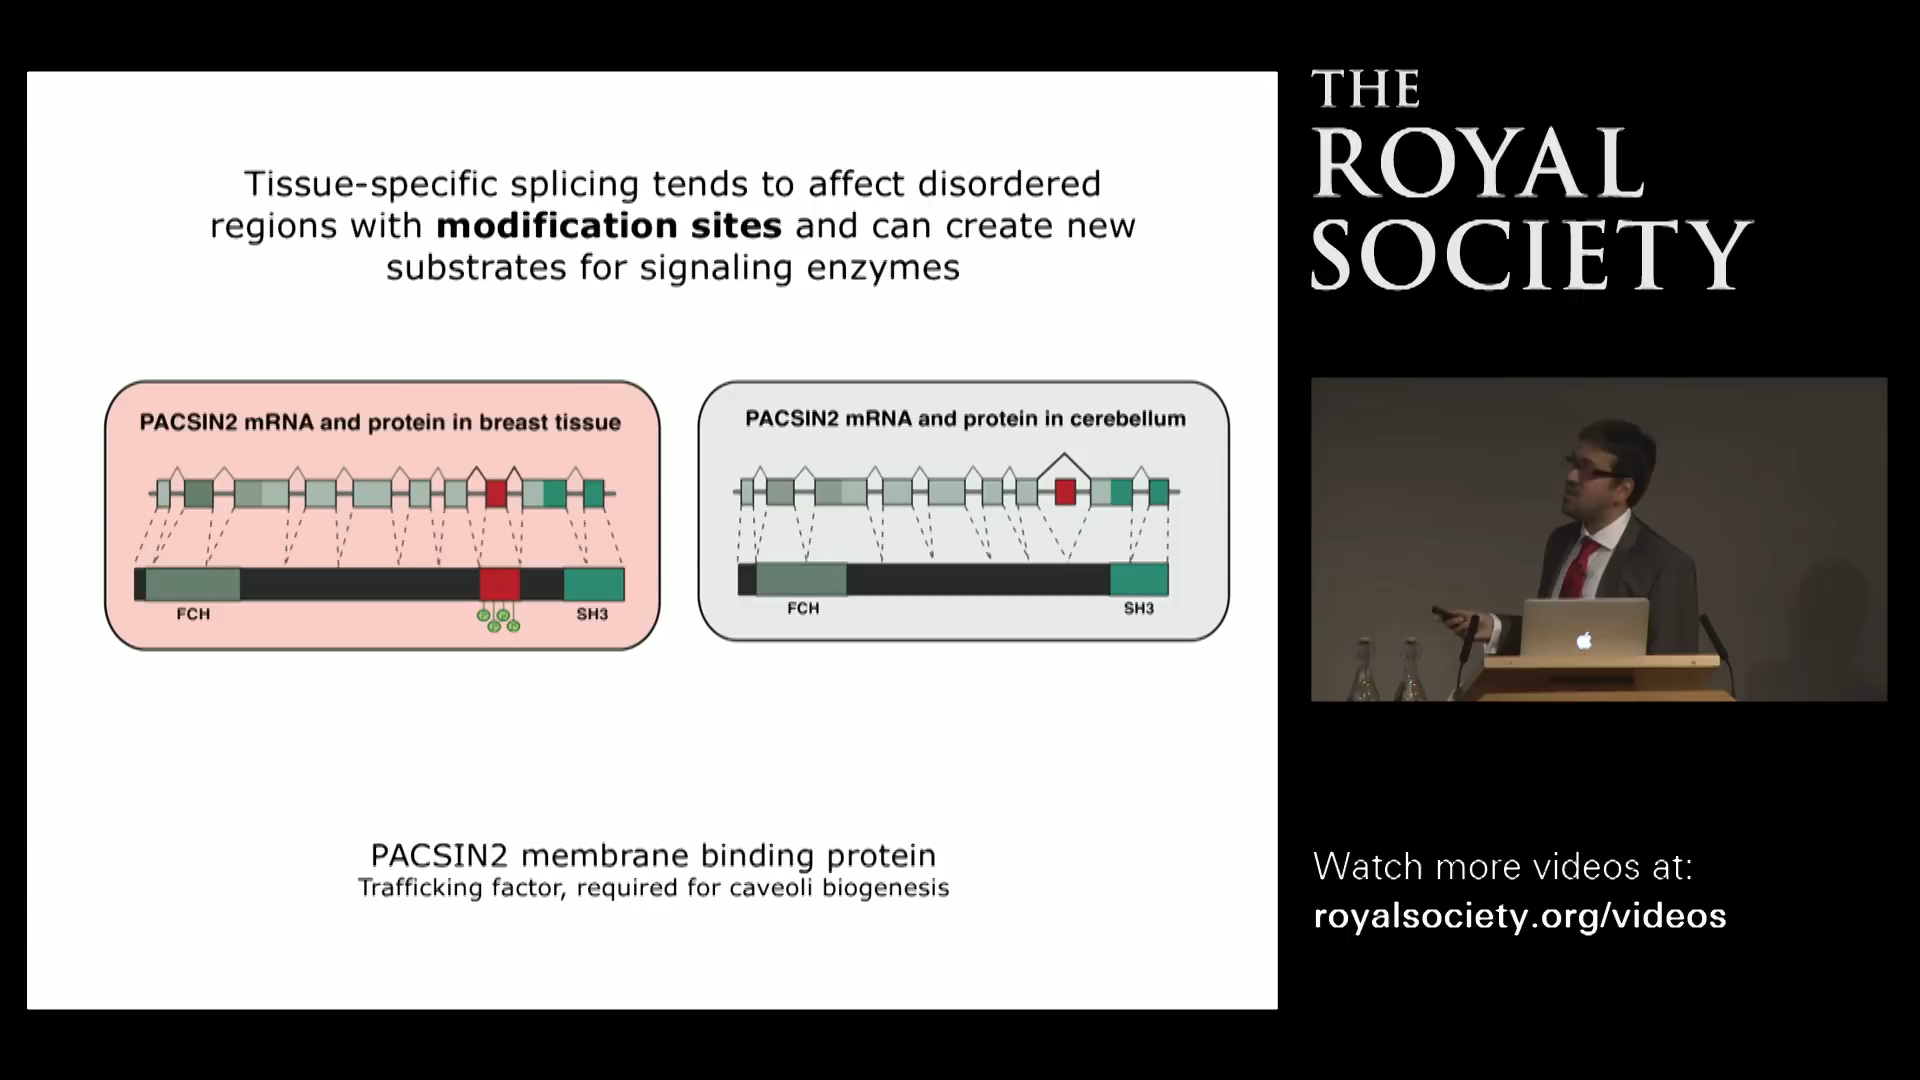 Tissue-specific splicing tends to affect disordered
regions with modification sites and can create new
substrates for signaling enzymes
PACSIN2 mRNA and protein in breast tissue
FCH
SH3
PACSIN2 mRNA and protein in cerebellum
FCH
SH3
PACSIN2 membrane binding protein
Trafficking factor, required for caveoli biogenesis
THE
ROYAL
SOCIETY
Watch more videos at:
royalsociety.org/videos